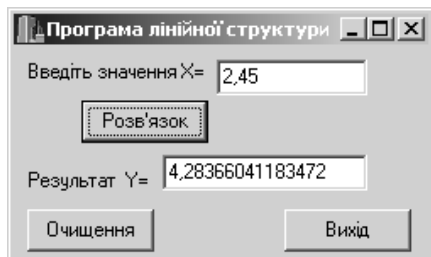 Програма лінійної структури
Введіть значення X= 2,45
Розв'язок
Результат Y= 4,28366041183472
Очищення Вихід